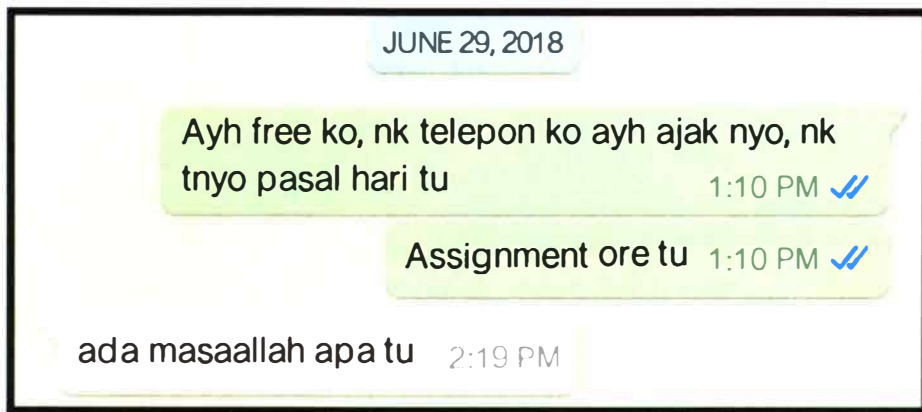 JUNE 29, 2018
Ayh free ko, nk telepon ko ayh ajak nyo, nk
tnyo pasal hari tu 1:10 PM
Assignment ore tu 1:10 PM
ada masaallah apa tu 2:19 PM